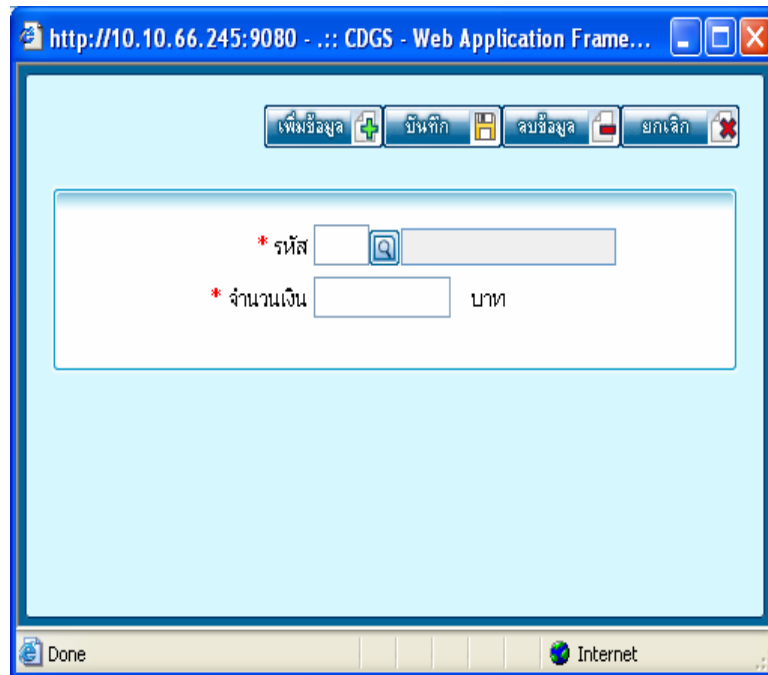 http://10.10.66.245:9080 - .:: CDGS - Web Application Frame...
เพิ่มข้อมูล บันทึก ลบข้อมูล ยกเลิก
* รหัส
* จำนวนเงิน บาท
Done Internet